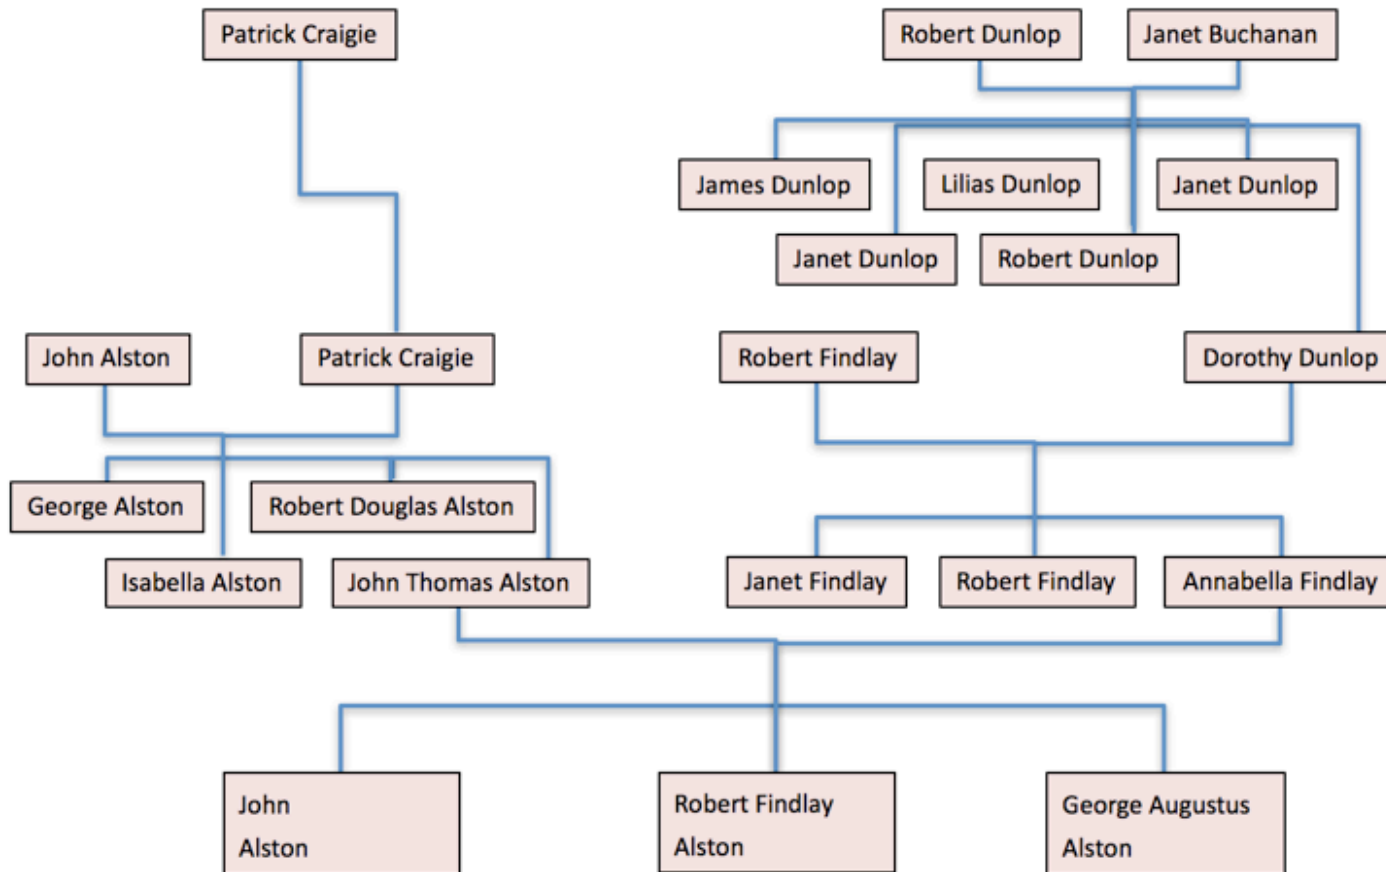 Patrick Craigie
Robert Dunlop
Janet Buchanan
James Dunlop
Lilias Dunlop
Janet Dunlop
Janet Dunlop
Robert Dunlop
John Alston
Patrick Craigie
Robert Findlay
Dorothy Dunlop
George Alston
Robert Douglas Alston
Isabella Alston
John Thomas Alston
Janet Findlay
Robert Findlay
Annabella Findlay
John
Alston
Robert Findlay
Alston
George Augustus
Alston